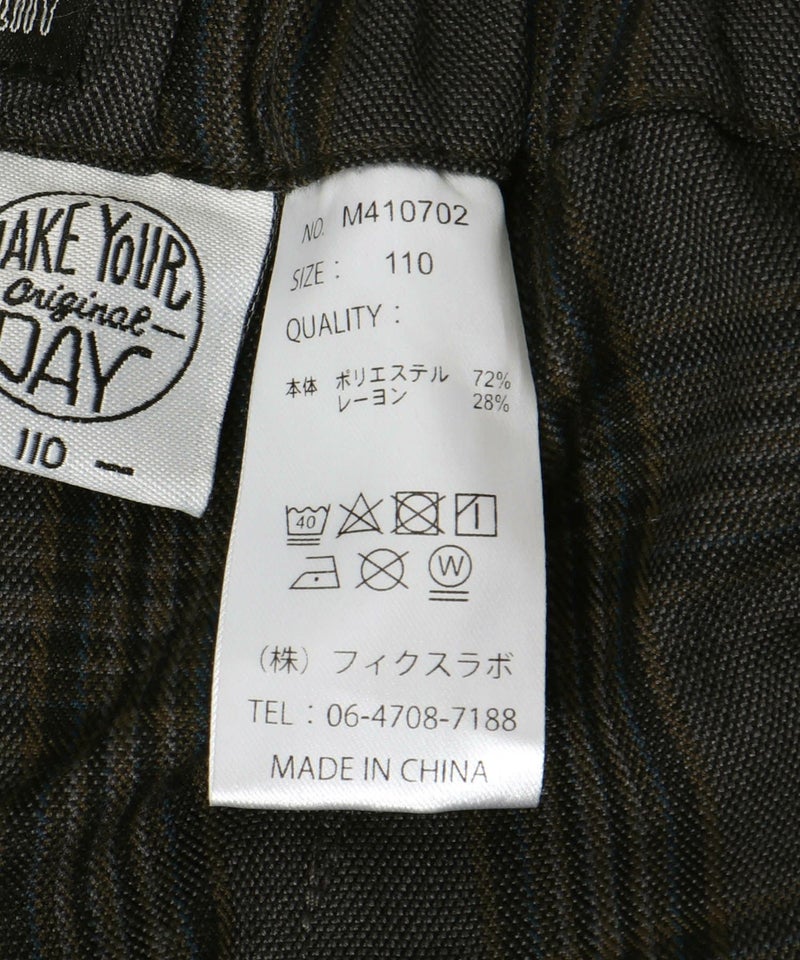 MAKE YOUR
Original
DAY
110 —
NO. M410702
SIZE : 110
QUALITY :
本体 ポリエステル 72%
レーヨン 28%
40
W
(株) フィクスラボ
TEL : 06-4708-7188
MADE IN CHINA